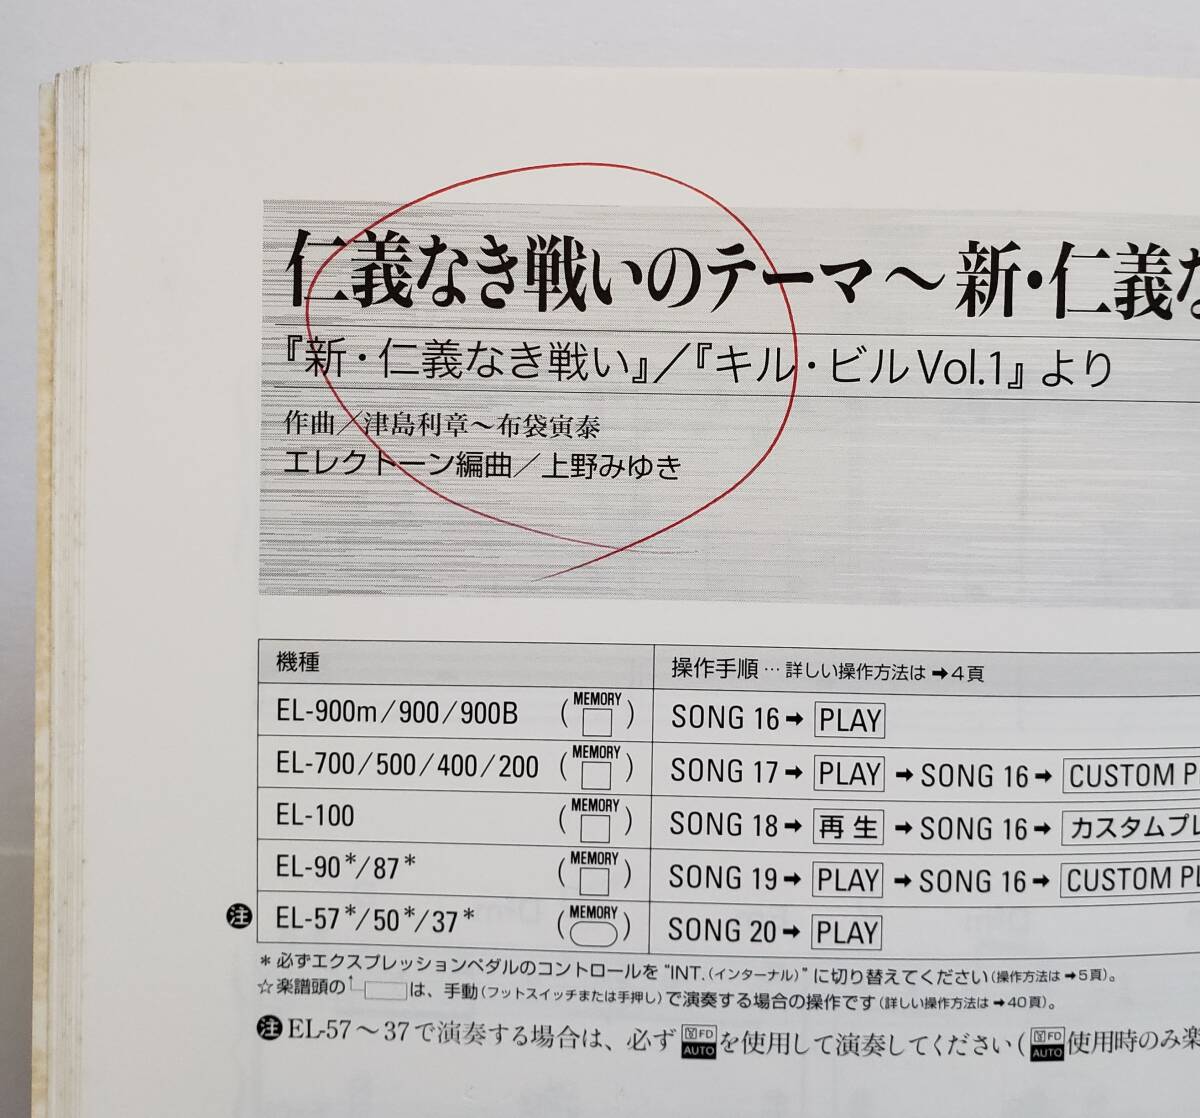 仁義なき戦いのテーマ～新・仁義な
『新・仁義なき戦い』／『キル・ビルVol.1』より
作曲／津島利章～布袋寅泰
エレクトーン編曲／上野みゆき
機種 操作手順 … 詳しい操作方法は ➡4頁
EL-900m/900/900B (MEMORY) SONG 16➡ PLAY
EL-700/500/400/200 (MEMORY) SONG 17➡ PLAY ➡SONG 16➡ CUSTOM P
EL-100 (MEMORY) SONG 18➡ 再生 ➡SONG 16➡ カスタムプレ
EL-90*/87* (MEMORY) SONG 19➡ PLAY ➡SONG 16➡ CUSTOM PL
注 EL-57*/50*/37* (MEMORY) SONG 20➡ PLAY
*必ずエクスプレッションペダルのコントロールを"INT.(インターナル)"に切り替えてください(操作方法は➡5頁)。
☆楽譜頭の は、手動(フットスイッチまたは手押し)で演奏する場合の操作です(詳しい操作方法は➡40頁)。
注 EL-57～37で演奏する場合は、必ず FD AUTO を使用して演奏してください( FD AUTO 使用時のみ楽